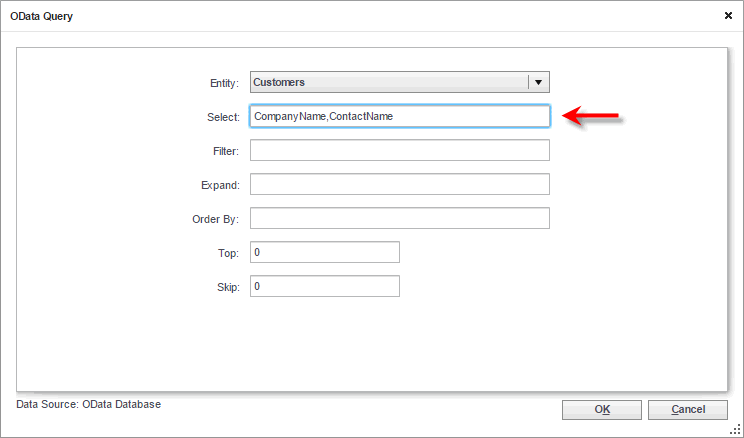 OData Query
Entity: Customers
Select: CompanyName,ContactName
Filter:
Expand:
Order By:
Top: 0
Skip: 0
Data Source: OData Database
OK Cancel